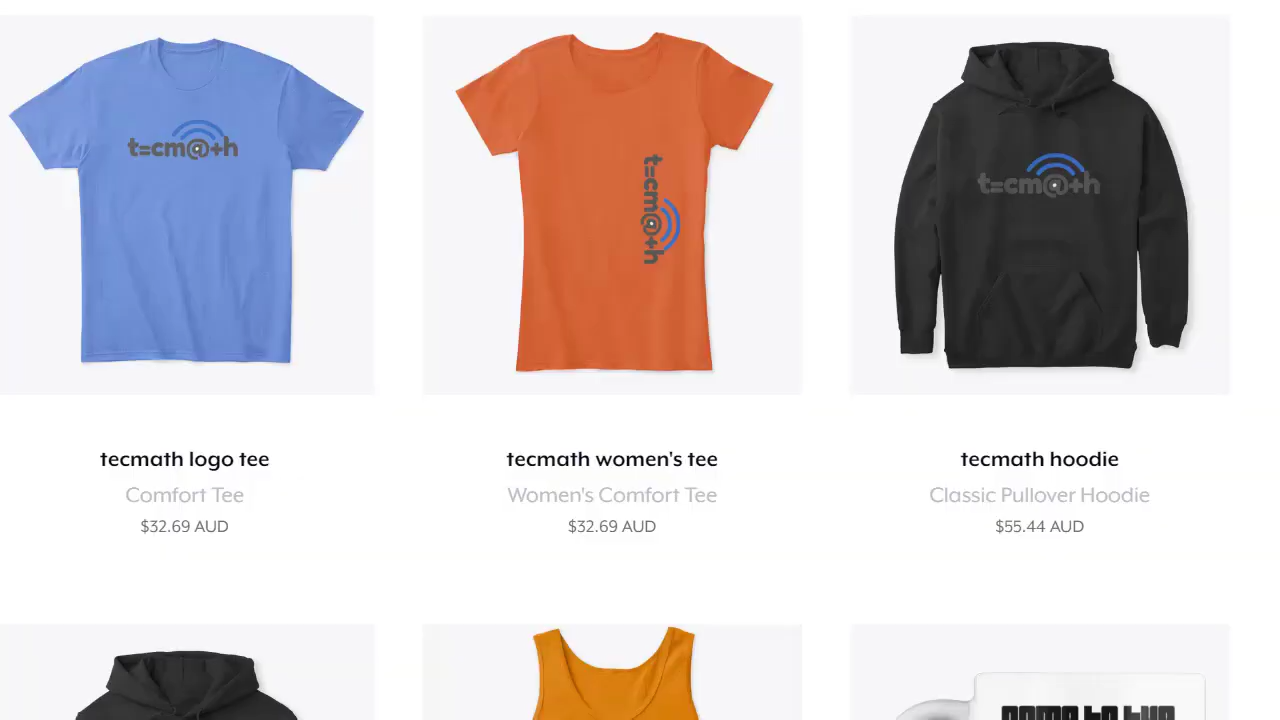 t=cm@+h
t=cm@+h
t=cm@+h
tecmath logo tee
tecmath women's tee
tecmath hoodie
Comfort Tee
Women's Comfort Tee
Classic Pullover Hoodie
$32.69 AUD
$32.69 AUD
$55.44 AUD